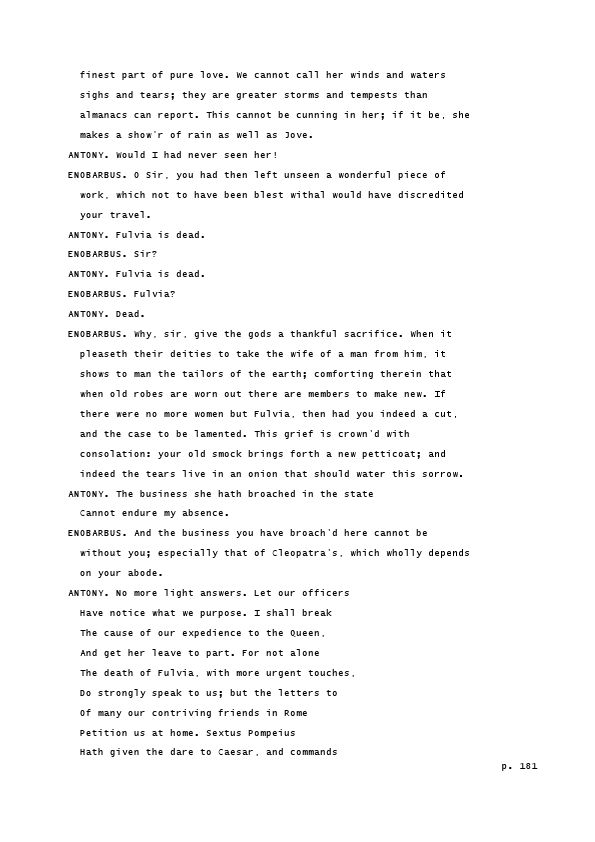 finest part of pure love. We cannot call her winds and waters
sighs and tears; they are greater storms and tempests than
almanacs can report. This cannot be cunning in her; if it be, she
makes a show'r of rain as well as Jove.
ANTONY. Would I had never seen her!
ENOBARBUS. O Sir, you had then left unseen a wonderful piece of
work, which not to have been blest withal would have discredited
your travel.
ANTONY. Fulvia is dead.
ENOBARBUS. Sir?
ANTONY. Fulvia is dead.
ENOBARBUS. Fulvia?
ANTONY. Dead.
ENOBARBUS. Why, sir, give the gods a thankful sacrifice. When it
pleaseth their deities to take the wife of a man from him, it
shows to man the tailors of the earth; comforting therein that
when old robes are worn out there are members to make new. If
there were no more women but Fulvia, then had you indeed a cut,
and the case to be lamented. This grief is crown'd with
consolation: your old smock brings forth a new petticoat; and
indeed the tears live in an onion that should water this sorrow.
ANTONY. The business she hath broached in the state
Cannot endure my absence.
ENOBARBUS. And the business you have broach'd here cannot be
without you; especially that of Cleopatra's, which wholly depends
on your abode.
ANTONY. No more light answers. Let our officers
Have notice what we purpose. I shall break
The cause of our expedience to the Queen,
And get her leave to part. For not alone
The death of Fulvia, with more urgent touches,
Do strongly speak to us; but the letters to
Of many our contriving friends in Rome
Petition us at home. Sextus Pompeius
Hath given the dare to Caesar, and commands
p. 181